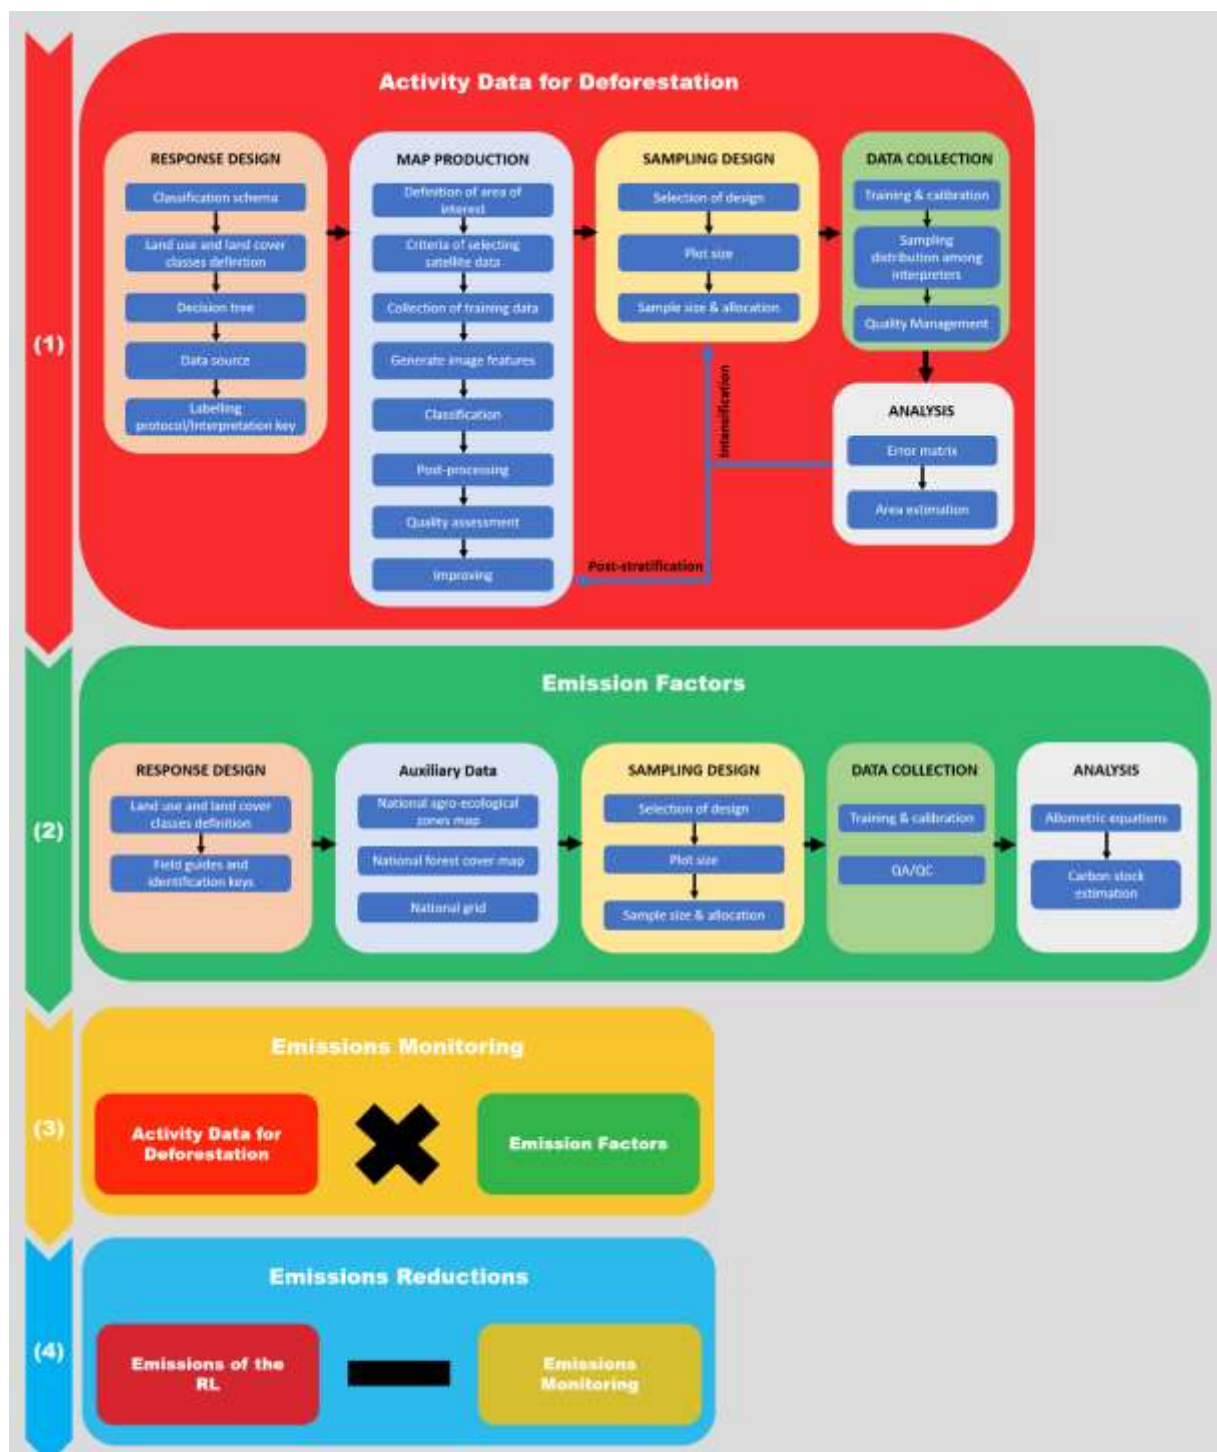 (1)
Activity Data for Deforestation
RESPONSE DESIGN
Classification schema
Land use and land cover
classes definition
Decision tree
Data source
Labelling
protocol/Interpretation key
MAP PRODUCTION
Definition of area of
interest
Criteria of selecting
satellite data
Collection of training data
Generate image features
Classification
Post-processing
Quality assessment
Improving
SAMPLING DESIGN
Selection of design
Plot size
Sample size & allocation
DATA COLLECTION
Training & calibration
Sampling
distribution among
interpreters
Quality Management
ANALYSIS
Error matrix
Area estimation
Intensification
Post-stratification
(2)
Emission Factors
RESPONSE DESIGN
Land use and land cover
classes definition
Field guides and
identification keys
Auxiliary Data
National agro-ecological
zones map
National forest cover map
National grid
SAMPLING DESIGN
Selection of design
Plot size
Sample size & allocation
DATA COLLECTION
Training & calibration
QA/QC
ANALYSIS
Allometric equations
Carbon stock
estimation
(3)
Emissions Monitoring
Activity Data for
Deforestation
Emission Factors
(4)
Emissions Reductions
Emissions of the
RL
Emissions
Monitoring